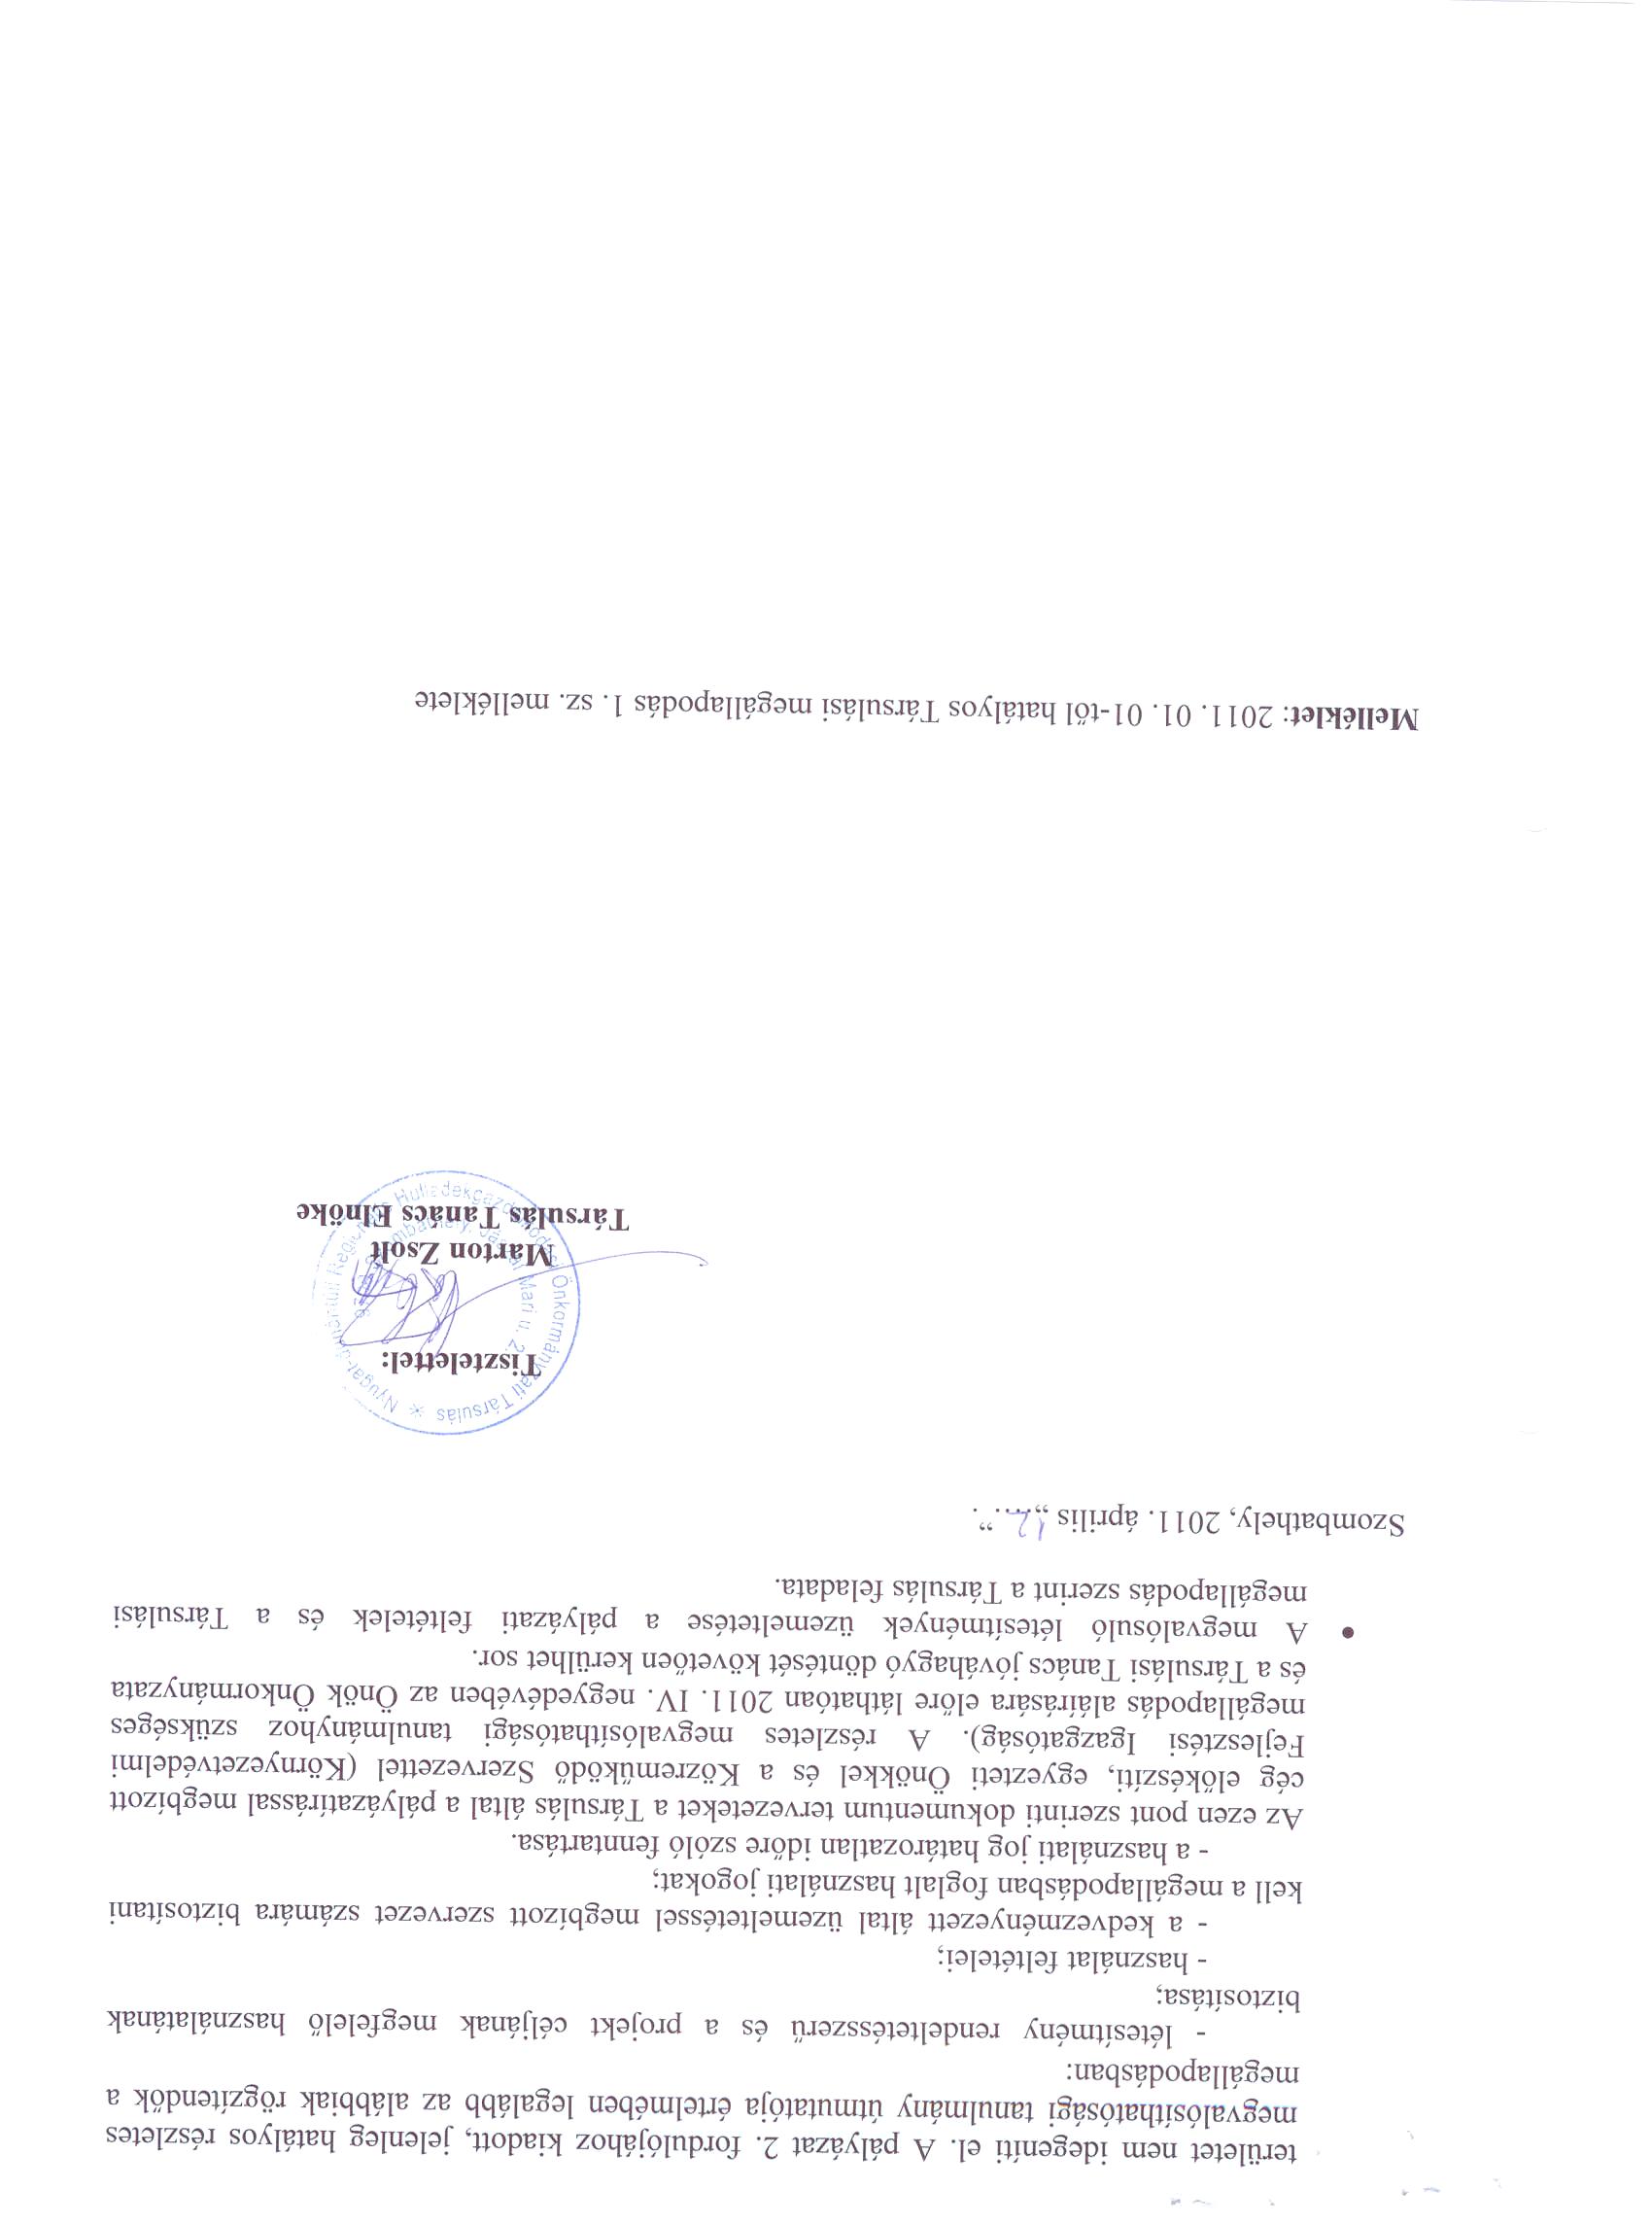 területet nem idegeníti el. A pályázat 2. fordulójához kiadott, jelenleg hatályos részletes
megvalósíthatósági tanulmány útmutatója értelmében legalább az alábbiak rögzítendők a
megállapodásban:
- létesítmény rendeltetésszerű és a projekt céljának megfelelő használatának
biztosítása;
- használat feltételei;
- a kedvezményezett által üzemeltetéssel megbízott szervezet számára biztosítani
kell a megállapodásban foglalt használati jogokat;
- a használati jog határozatlan időre szóló fenntartása.
Az ezen pont szerinti dokumentum tervezeteket a Társulás által a pályázatírással megbízott
cég előkészíti, egyezteti Önökkel és a Közreműködő Szervezettel (Környezetvédelmi
Fejlesztési Igazgatóság). A részletes megvalósíthatósági tanulmányhoz szükséges
megállapodás aláírására előre láthatóan 2011. IV. negyedévében az Önök Önkormányzata
és a Társulási Tanács jóváhagyó döntését követően kerülhet sor.
• A megvalósuló létesítmények üzemeltetése a pályázati feltételek és a Társulási
megállapodás szerint a Társulás feladata.
Szombathely, 2011. április „12...” .
Tisztelettel:
Marton Zsolt
Társulás Tanács Elnöke
Nyugat-dunántúli Regionális Hulladékgazdálkodási Önkormányzati Társulás *
Szombathely, Jászai Mari u. 2.
Melléklet: 2011. 01. 01-től hatályos Társulási megállapodás 1. sz. melléklete